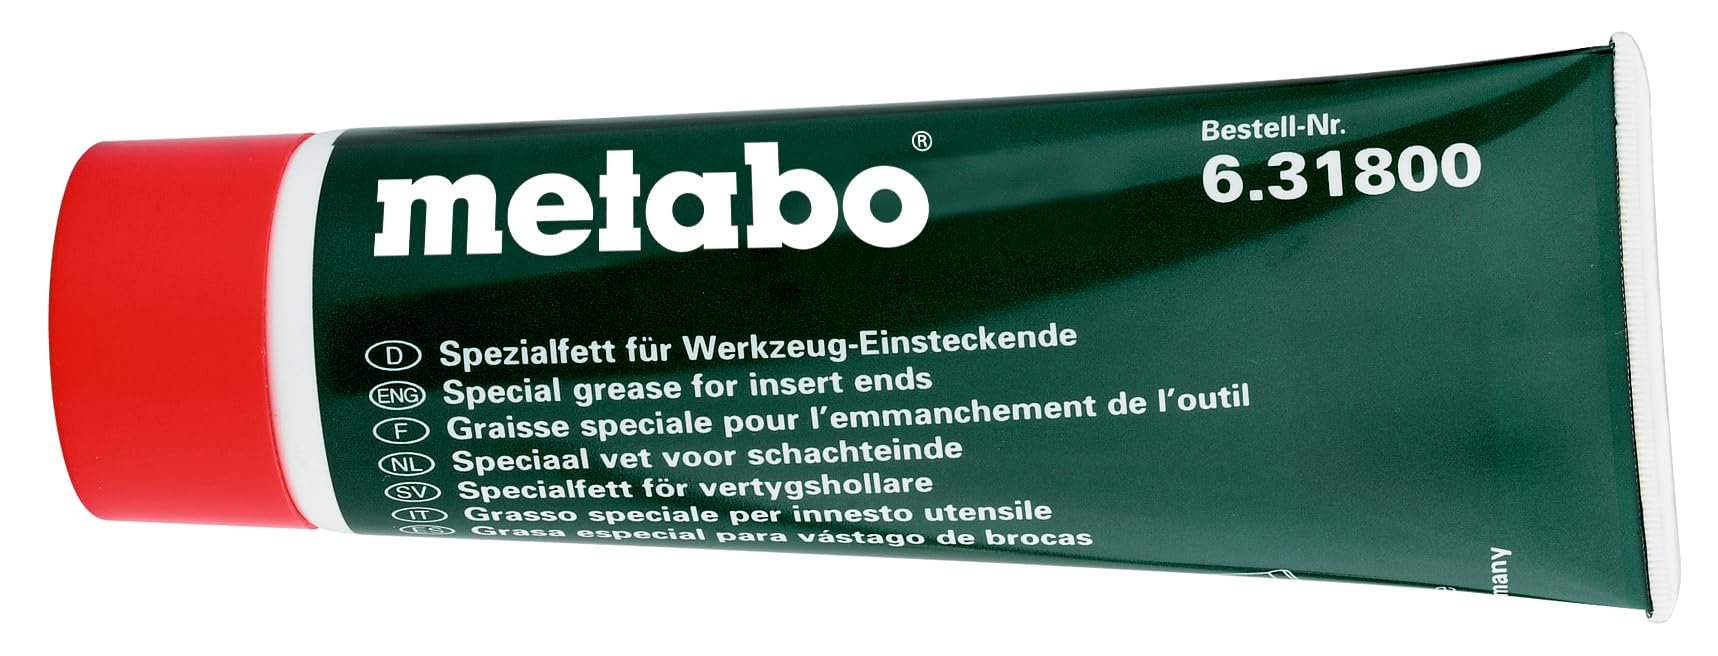 metabo®
Bestell-Nr.
6.31800
D Spezialfett für Werkzeug-Einsteckende
ENG Special grease for insert ends
F Graisse speciale pour l'emmanchement de l'outil
NL Speciaal vet voor schachteinde
SV Specialfett för vertygshollare
IT Grasso speciale per innesto utensile
ES Grasa especial para vástago de brocas